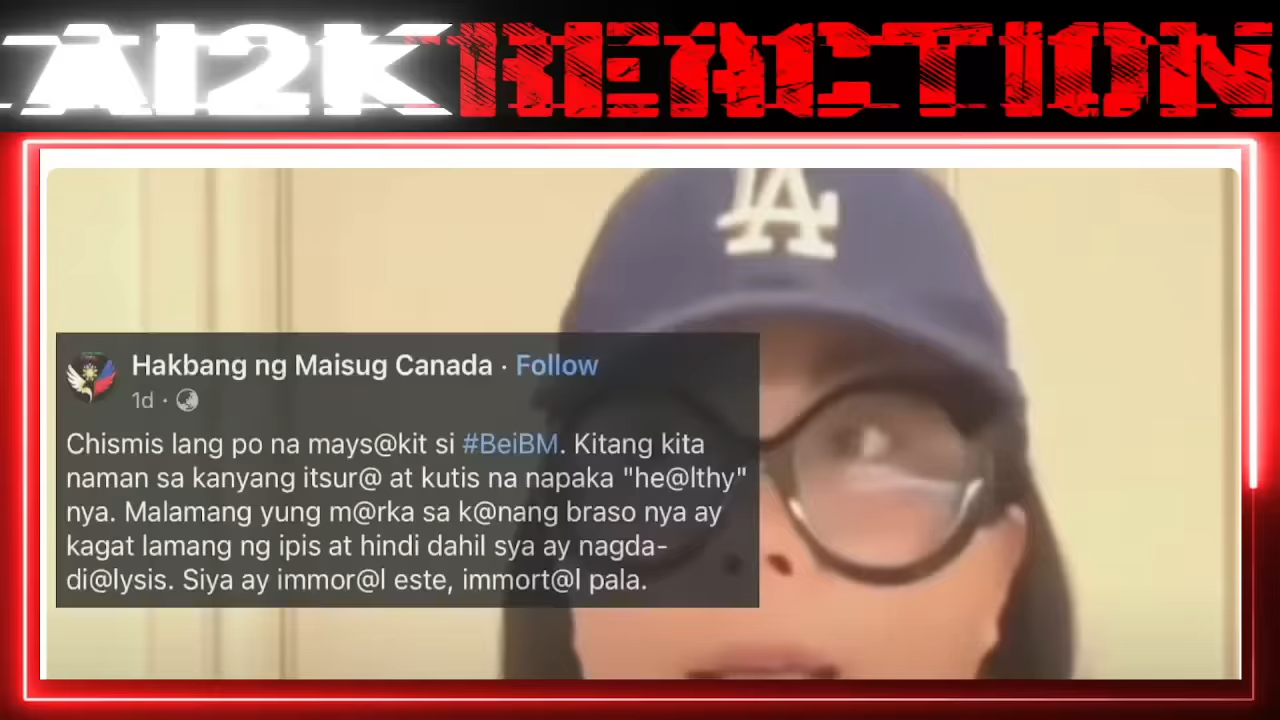 AI2K REACTION
LA
Hakbang ng Maisug Canada · Follow
1d ·
Chismis lang po na mays@kit si #BeiBM. Kitang kita
naman sa kanyang itsur@ at kutis na napaka "he@lthy"
nya. Malamang yung m@rka sa k@nang braso nya ay
kagat lamang ng ipis at hindi dahil sya ay nagda-
di@lysis. Siya ay immor@l este, immort@l pala.